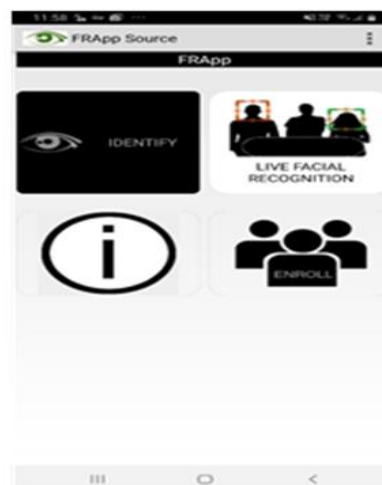 11:58
FRApp Source
FRApp
IDENTIFY
LIVE FACIAL
RECOGNITION
i
ENROLL